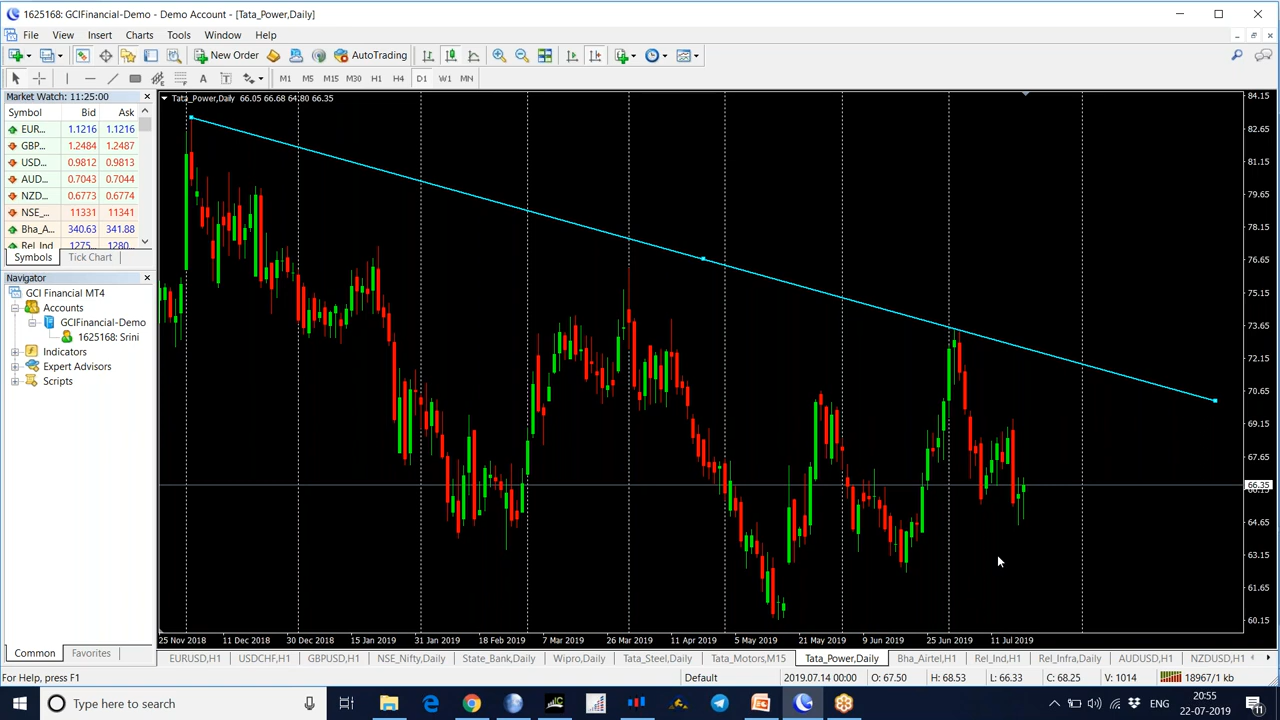 1625168: GCIFinancial-Demo - Demo Account - [Tata_Power,Daily]
File View Insert Charts Tools Window Help
New Order AutoTrading
A T M1 M5 M15 M30 H1 H4 D1 W1 MN
Market Watch: 11:25:00
Symbol Bid Ask
EUR... 1.1216 1.1216
GBP... 1.2484 1.2487
USD... 0.9812 0.9813
AUD... 0.7043 0.7044
NZD... 0.6773 0.6774
NSE_... 11331 11341
Bha_A... 340.63 341.88
Rel_Ind 1275... 1280...
Symbols Tick Chart
Navigator
GCI Financial MT4
Accounts
GCIFinancial-Demo
1625168: Srini
Indicators
Expert Advisors
Scripts
Common Favorites
Tata_Power,Daily 66.05 66.68 64.80 66.35
84.15
82.65
81.15
79.65
78.15
76.65
75.15
73.65
72.15
70.65
69.15
67.65
66.35
66.15
64.65
63.15
61.65
60.15
25 Nov 2018 11 Dec 2018 30 Dec 2018 15 Jan 2019 31 Jan 2019 18 Feb 2019 7 Mar 2019 26 Mar 2019 11 Apr 2019 5 May 2019 21 May 2019 9 Jun 2019 25 Jun 2019 11 Jul 2019
EURUSD,H1 USDCHF,H1 GBPUSD,H1 NSE_Nifty,Daily State_Bank,Daily Wipro,Daily Tata_Steel,Daily Tata_Motors,M15 Tata_Power,Daily Bha_Airtel,H1 Rel_Ind,H1 Rel_Infra,Daily AUDUSD,H1 NZDUSD,H1
For Help, press F1 Default 2019.07.14 00:00 O: 67.50 H: 68.53 L: 66.33 C: 68.25 V: 1014 18967/1 kb
Type here to search ENG 20:55
22-07-2019
11